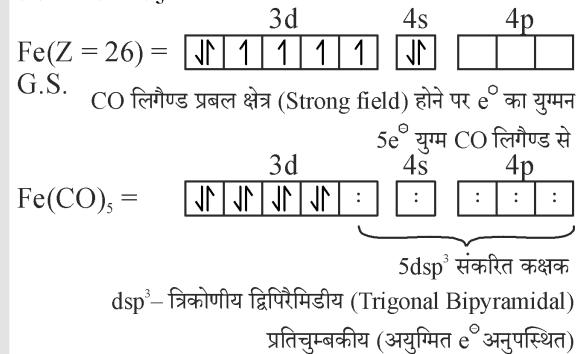 3d 4s 4p
Fe(Z = 26) = ⥮ 1 1 1 1 ⥮
G.S.
CO लिगैण्ड प्रबल क्षेत्र (Strong field) होने पर e⊖ का युग्मन
5e⊖ युग्म CO लिगैण्ड से
3d 4s 4p
Fe(CO)₅ = ⥮ ⥮ ⥮ ⥮ : : : : :
5dsp³ संकरित कक्षक
dsp³– त्रिकोणीय द्विपिरैमिडीय (Trigonal Bipyramidal)
प्रतिचुम्बकीय (अयुग्मित e⊖ अनुपस्थित)